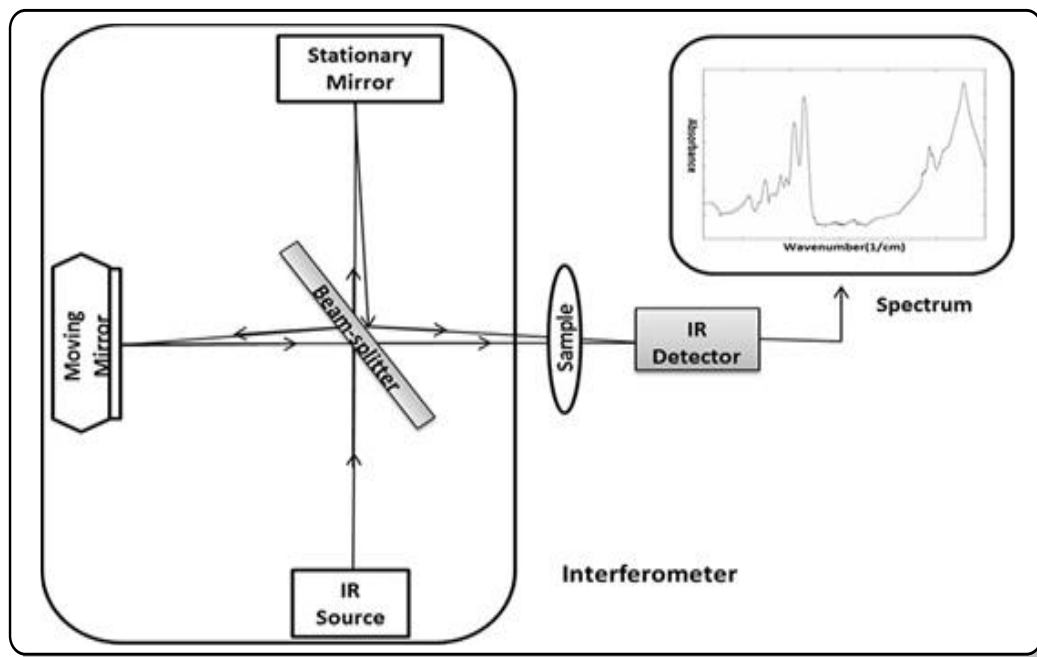 Stationary
Mirror
Absorbance
Wavenumber(1/cm)
Moving
Mirror
Beam-splitter
Sample
IR
Detector
Spectrum
Interferometer
IR
Source